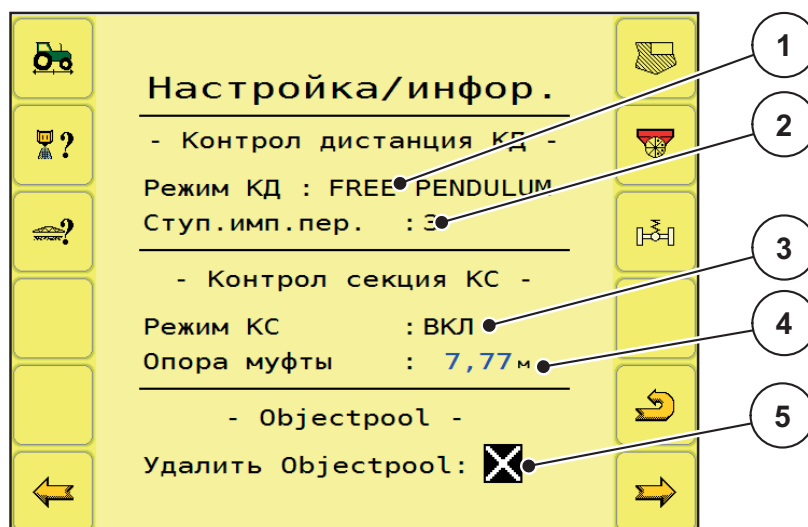 Настройка/инфор.
- Контрол дистанция КД -
Режим КД : FREE PENDULUM
Ступ.имп.пер. :3
- Контрол секция КС -
Режим КС :ВКЛ
Опора муфты : 7,77 м
- Objectpool -
Удалить Objectpool:
?
?
1
2
3
4
5